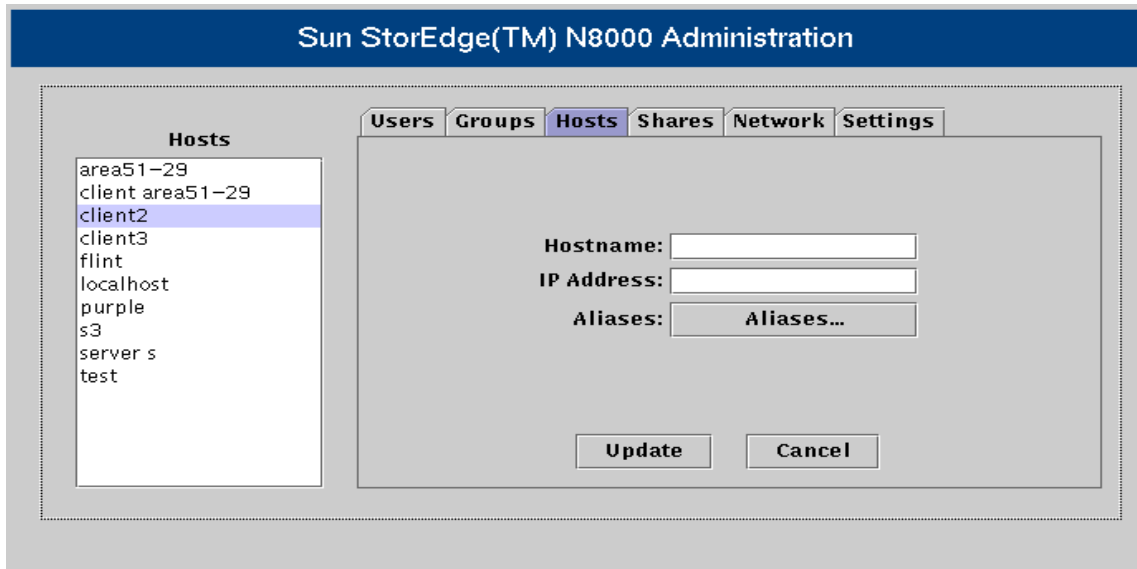 Sun StorEdge(TM) N8000 Administration
Users Groups Hosts Shares Network Settings
Hosts
area51-29
client area51-29
client2
client3
flint
localhost
purple
s3
server s
test
Hostname:
IP Address:
Aliases: Aliases...
Update Cancel